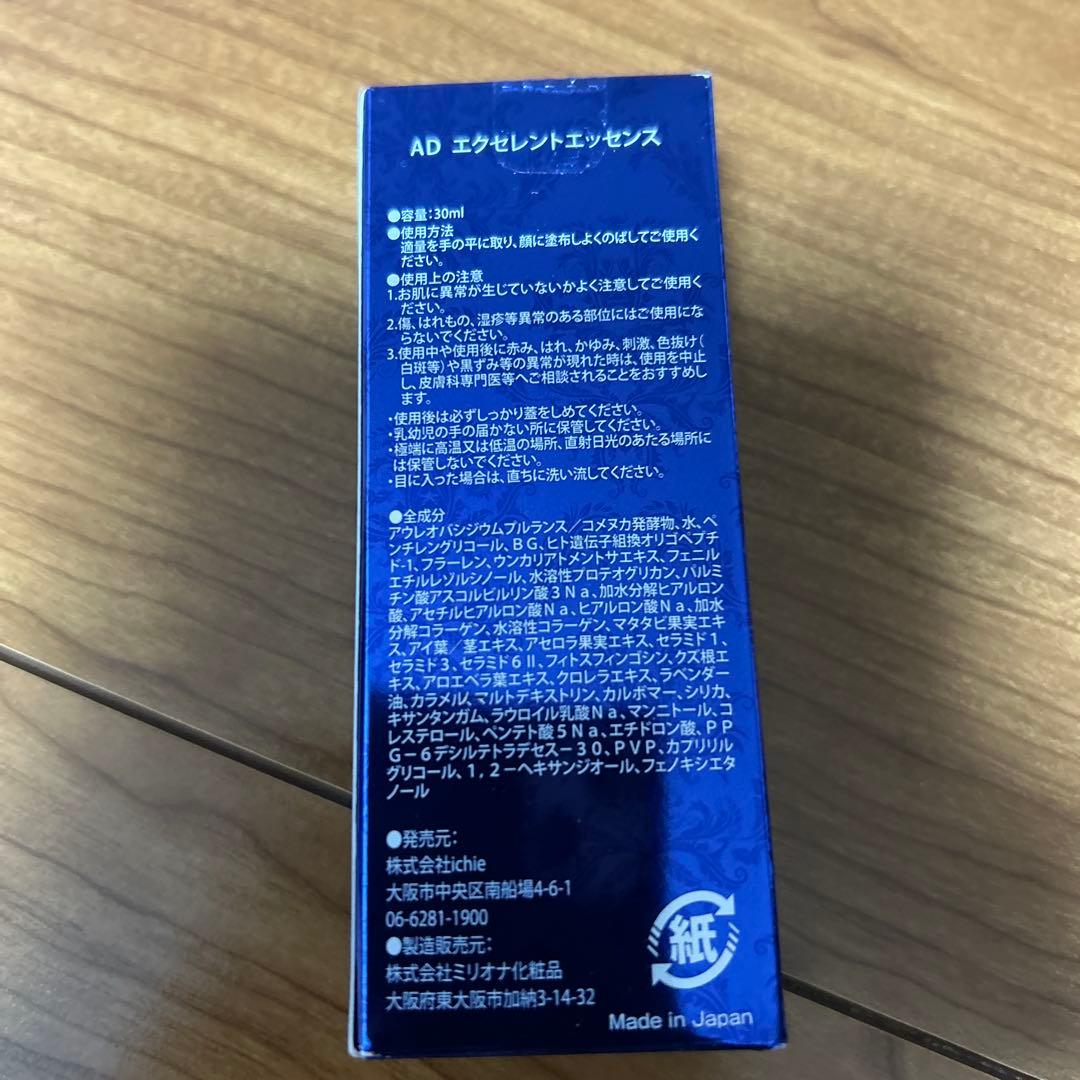 AD エクセレントエッセンス
●容量:30ml
●使用方法
適量を手の平に取り、顔に塗布しよくのばしてご使用く
ださい。
●使用上の注意
1.お肌に異常が生じていないかよく注意してご使用く
ださい。
2.傷、はれもの、湿疹等異常のある部位にはご使用にな
らないでください。
3.使用中や使用後に赤み、はれ、かゆみ、刺激、色抜け(
白斑等)や黒ずみ等の異常が現れた時は、使用を中止
し、皮膚科専門医等へご相談されることをおすすめし
ます。
・使用後は必ずしっかり蓋をしめてください。
・乳幼児の手の届かない所に保管してください。
・極端に高温又は低温の場所、直射日光のあたる場所に
は保管しないでください。
・目に入った場合は、直ちに洗い流してください。
●全成分
アウレオバシジウムプルランス/コメヌカ発酵物、水、ペ
ンチレングリコール、BG、ヒト遺伝子組換オリゴペプチ
ド-1、フラーレン、ウンカリアトメントサエキス、フェニル
エチルレゾルシノール、水溶性プロテオグリカン、パルミ
チン酸アスコルビルリン酸3Na、加水分解ヒアルロン
酸、アセチルヒアルロン酸Na、ヒアルロン酸Na、加水
分解コラーゲン、水溶性コラーゲン、マタタビ果実エキ
ス、アイ葉/茎エキス、アセロラ果実エキス、セラミド1、
セラミド3、セラミド6Ⅱ、フィトスフィンゴシン、クズ根エ
キス、アロエベラ葉エキス、クロレラエキス、ラベンダー
油、カラメル、マルトデキストリン、カルボマー、シリカ、
キサンタンガム、ラウロイル乳酸Na、マンニトール、コ
レステロール、ペンテト酸5Na、エチドロン酸、PP
G-6デシルテトラデセス-30、PVP、カプリリル
グリコール、1,2-ヘキサンジオール、フェノキシエタ
ノール
●発売元:
株式会社ichie
大阪市中央区南船場4-6-1
06-6281-1900
●製造販売元:
株式会社ミリオナ化粧品
大阪府東大阪市加納3-14-32
紙
Made in Japan